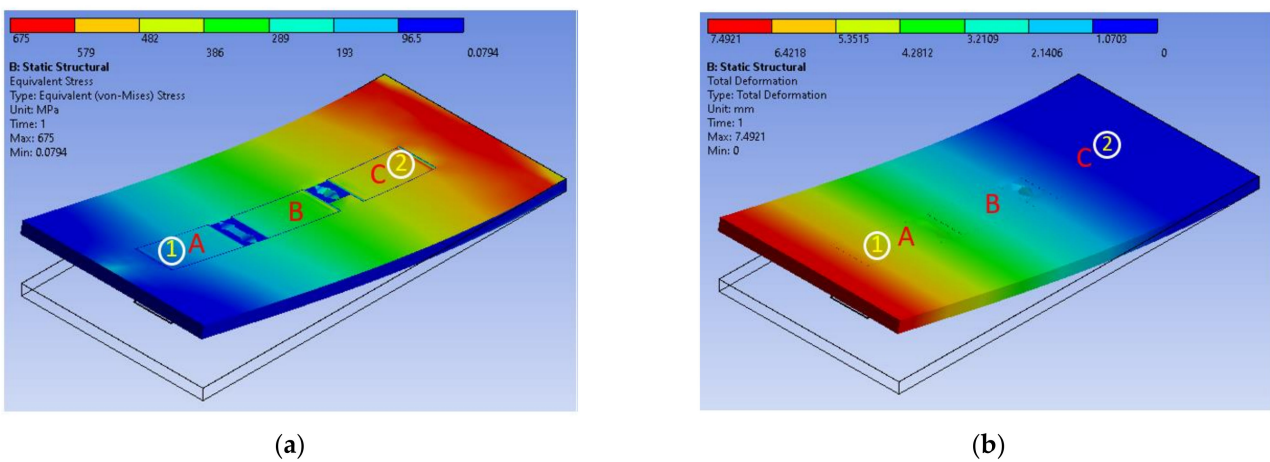 675 482 289 96.5
579 386 193 0.0794
B: Static Structural
Equivalent Stress
Type: Equivalent (von-Mises) Stress
Unit: MPa
Time: 1
Max: 675
Min: 0.0794
1 A B C 2
(a)
7.4921 5.3515 3.2109 1.0703
6.4218 4.2812 2.1406 0
B: Static Structural
Total Deformation
Type: Total Deformation
Unit: mm
Time: 1
Max: 7.4921
Min: 0
1 A B C 2
(b)